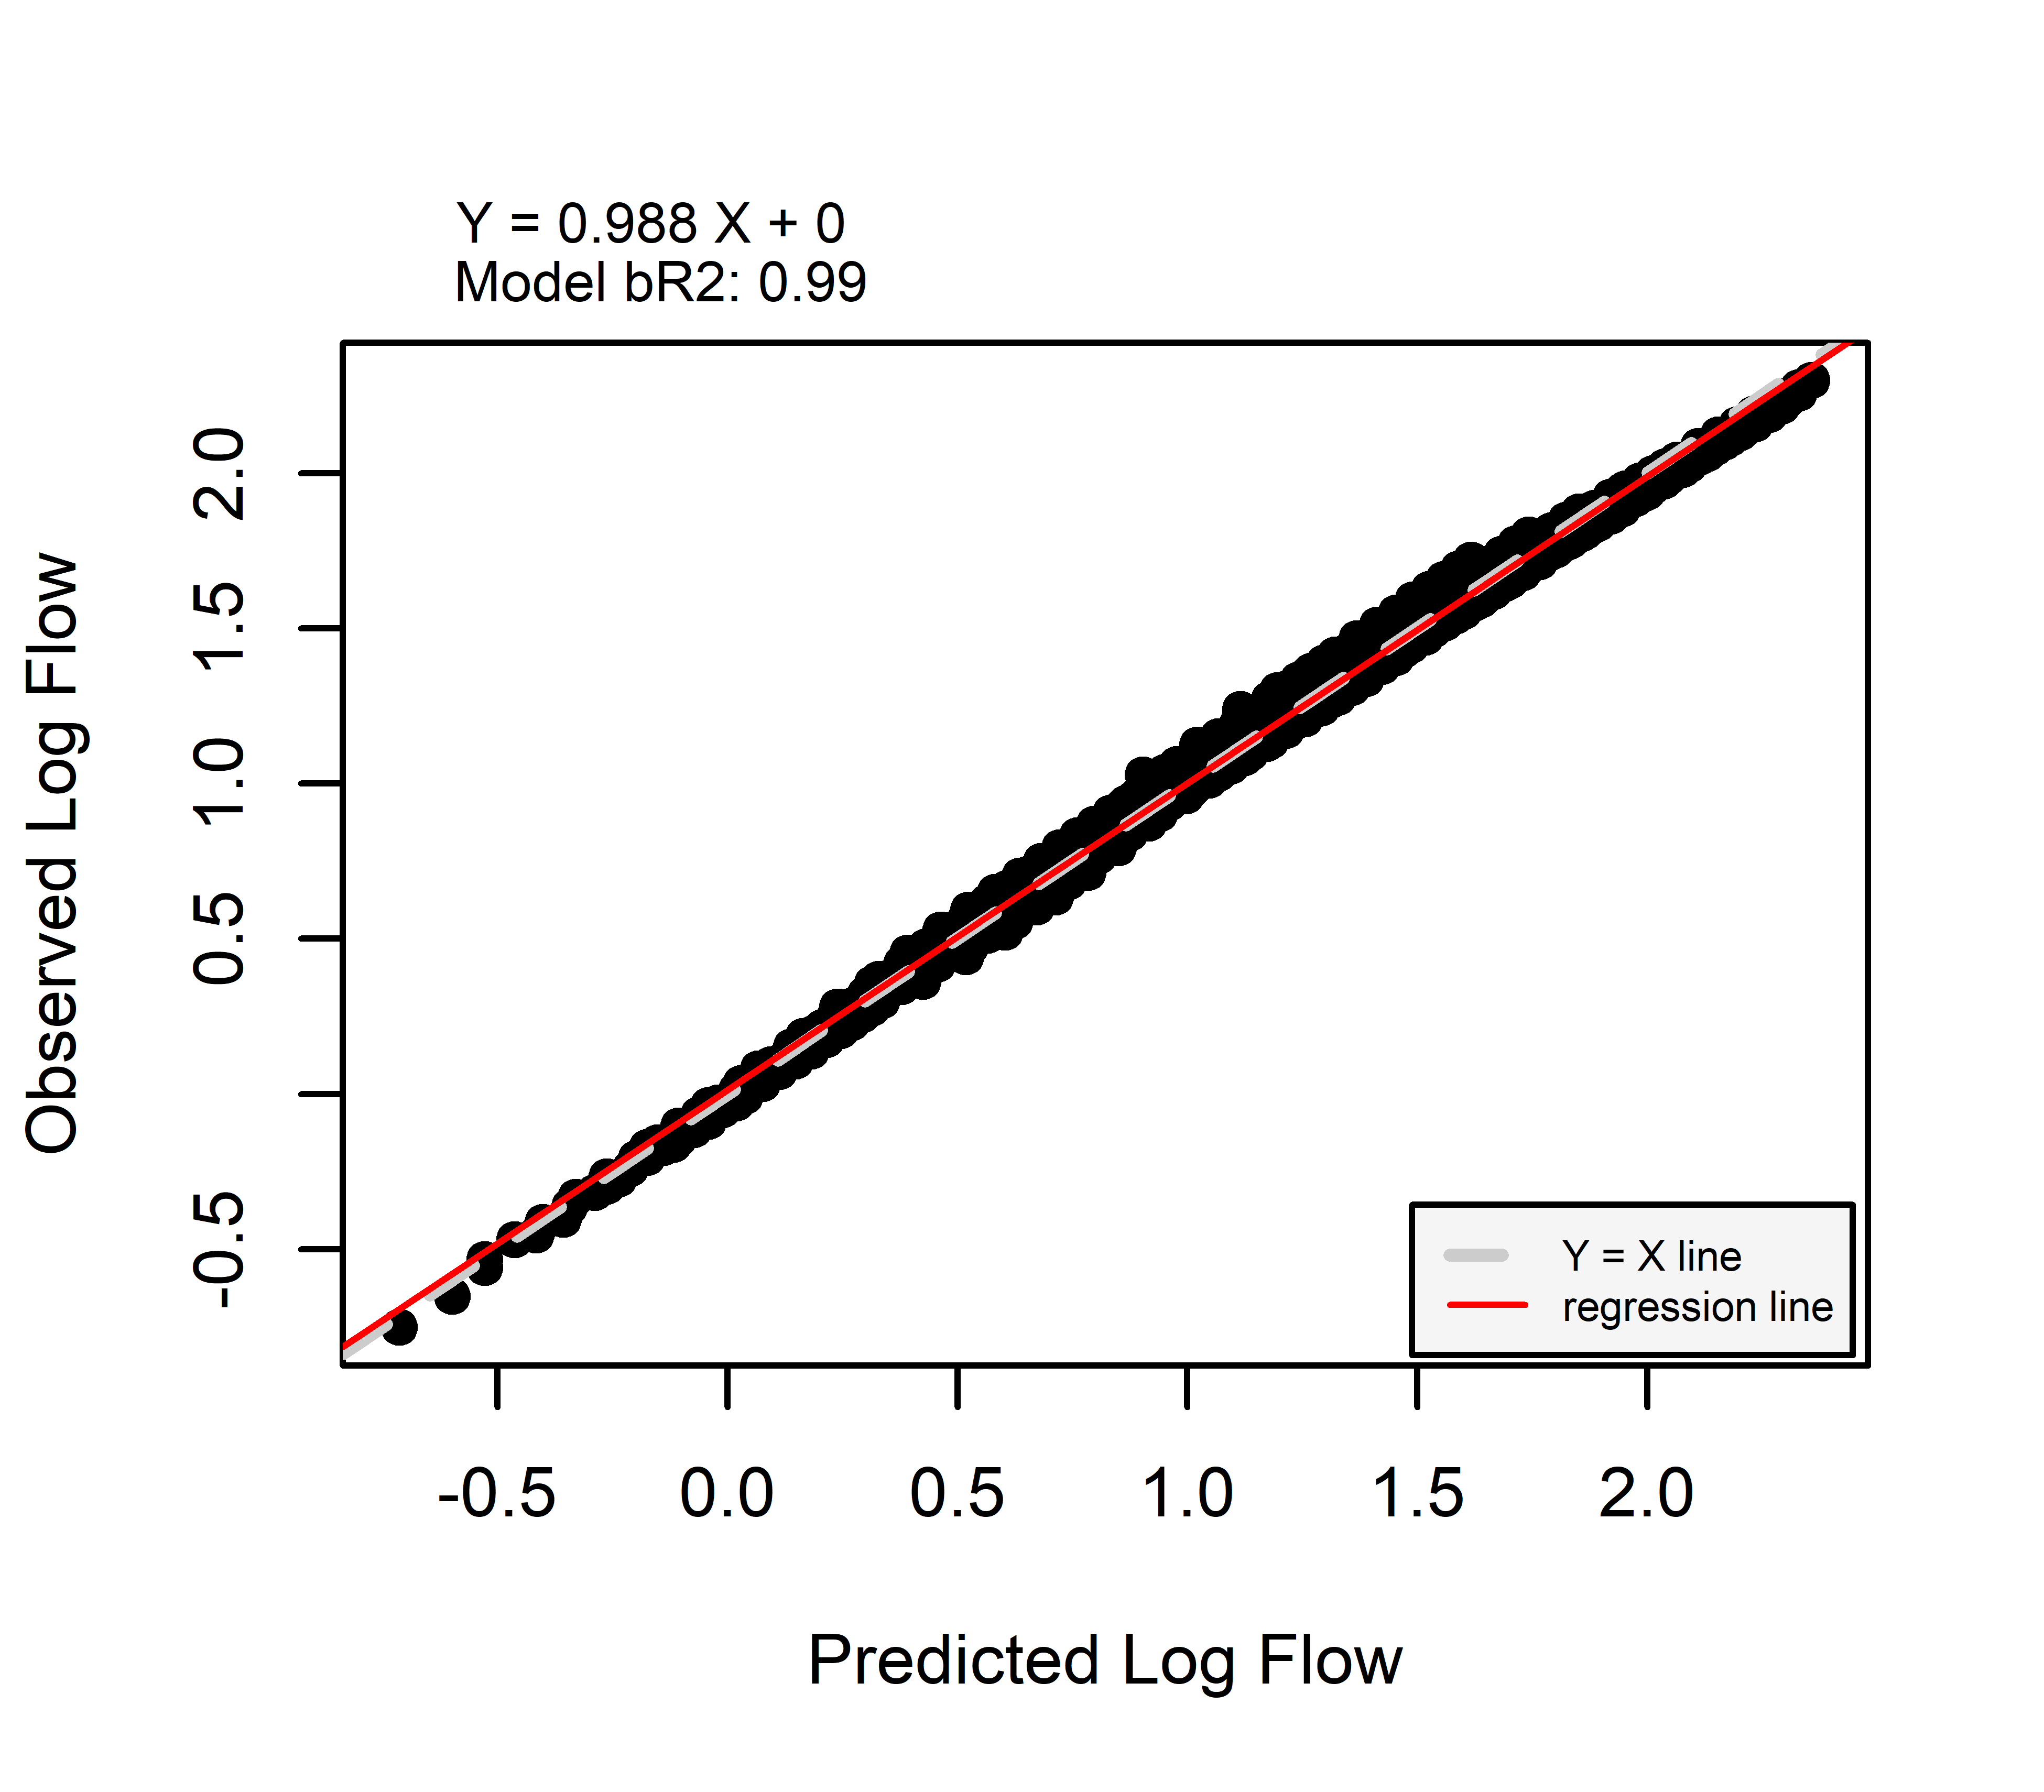 Y = 0.988 X + 0
Model bR2: 0.99
Observed Log Flow
2.0
1.5
1.0
0.5
-0.5
Y = X line
regression line
-0.5 0.0 0.5 1.0 1.5 2.0
Predicted Log Flow